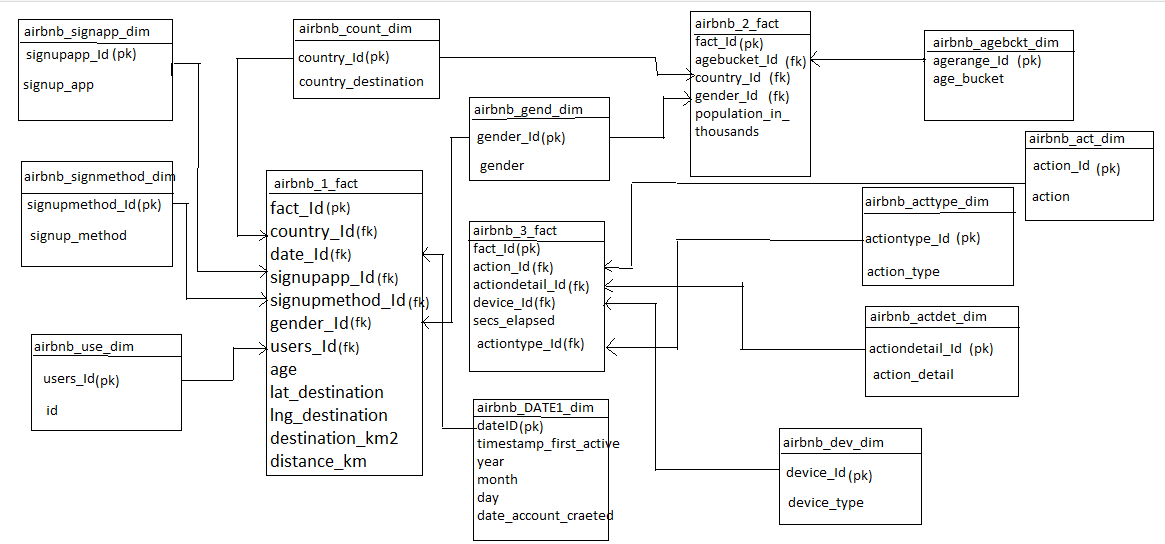 airbnb_signapp_dim
signupapp_Id (pk)
signup_app
airbnb_count_dim
country_Id(pk)
country_destination
airbnb_2_fact
fact_Id(pk)
agebucket_Id (fk)
country_Id (fk)
gender_Id (fk)
population_in_
thousands
airbnb_agebckt_dim
agerange_Id (pk)
age_bucket
airbnb_gend_dim
gender_Id(pk)
gender
airbnb_act_dim
action_Id (pk)
action
airbnb_signmethod_dim
signupmethod_Id(pk)
signup_method
airbnb_1_fact
fact_Id(pk)
country_Id(fk)
date_Id(fk)
signupapp_Id(fk)
signupmethod_Id(fk)
gender_Id(fk)
users_Id(fk)
age
lat_destination
lng_destination
destination_km2
distance_km
airbnb_3_fact
fact_Id(pk)
action_Id(fk)
actiondetail_Id(fk)
device_Id(fk)
secs_elapsed
actiontype_Id(fk)
airbnb_acttype_dim
actiontype_Id (pk)
action_type
airbnb_use_dim
users_Id(pk)
id
airbnb_actdet_dim
actiondetail_Id (pk)
action_detail
airbnb_DATE1_dim
dateID(pk)
timestamp_first_active
year
month
day
date_account_craeted
airbnb_dev_dim
device_Id(pk)
device_type